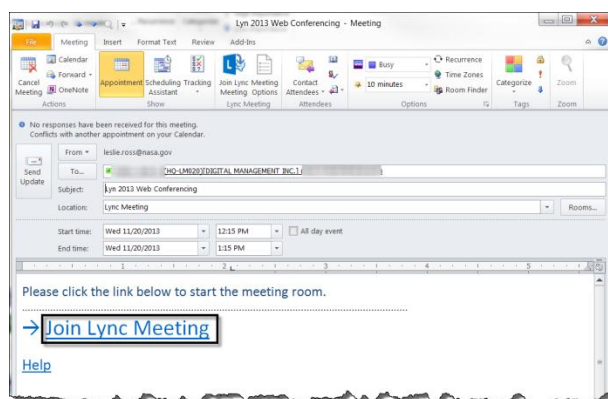 Lyn 2013 Web Conferencing - Meeting
File Meeting Insert Format Text Review Add-Ins
Cancel Meeting
Calendar
Forward
OneNote
Actions
Appointment
Scheduling Assistant
Tracking
Show
Join Lync Meeting
Meeting Options
Lync Meeting
Contact Attendees
Attendees
Busy
10 minutes
Recurrence
Time Zones
Room Finder
Options
Categorize
Tags
Zoom
Zoom
No responses have been received for this meeting.
Conflicts with another appointment on your Calendar.
Send Update
From leslie.ross@nasa.gov
To... [HQ-LM020][DIGITAL MANAGEMENT INC.]
Subject: Lyn 2013 Web Conferencing
Location: Lync Meeting Rooms...
Start time: Wed 11/20/2013 12:15 PM All day event
End time: Wed 11/20/2013 1:15 PM
1 2 3 4 5
Please click the link below to start the meeting room.
→ Join Lync Meeting
Help